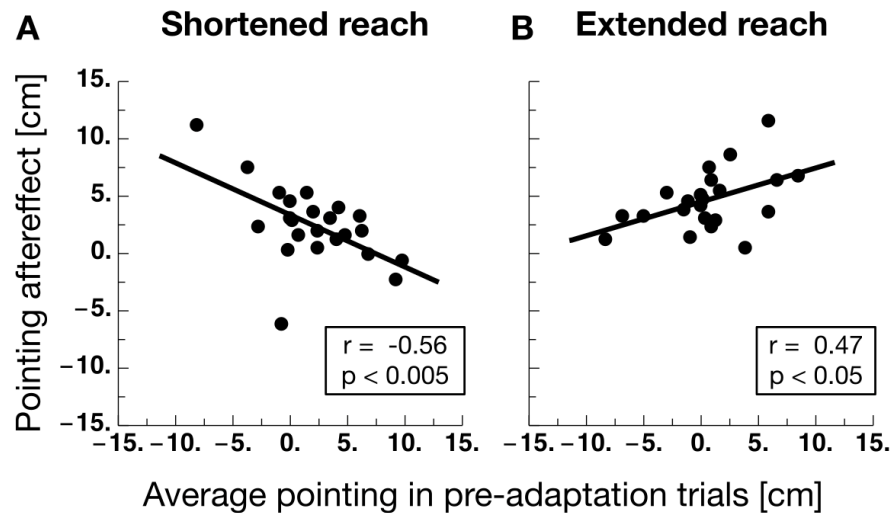 A Shortened reach
B Extended reach
Pointing aftereffect [cm]
15.
10.
5.
0.
−5.
−10.
−15.
r = -0.56
p < 0.005
r = 0.47
p < 0.05
−15. −10. −5. 0. 5. 10. 15.
−15. −10. −5. 0. 5. 10. 15.
Average pointing in pre-adaptation trials [cm]